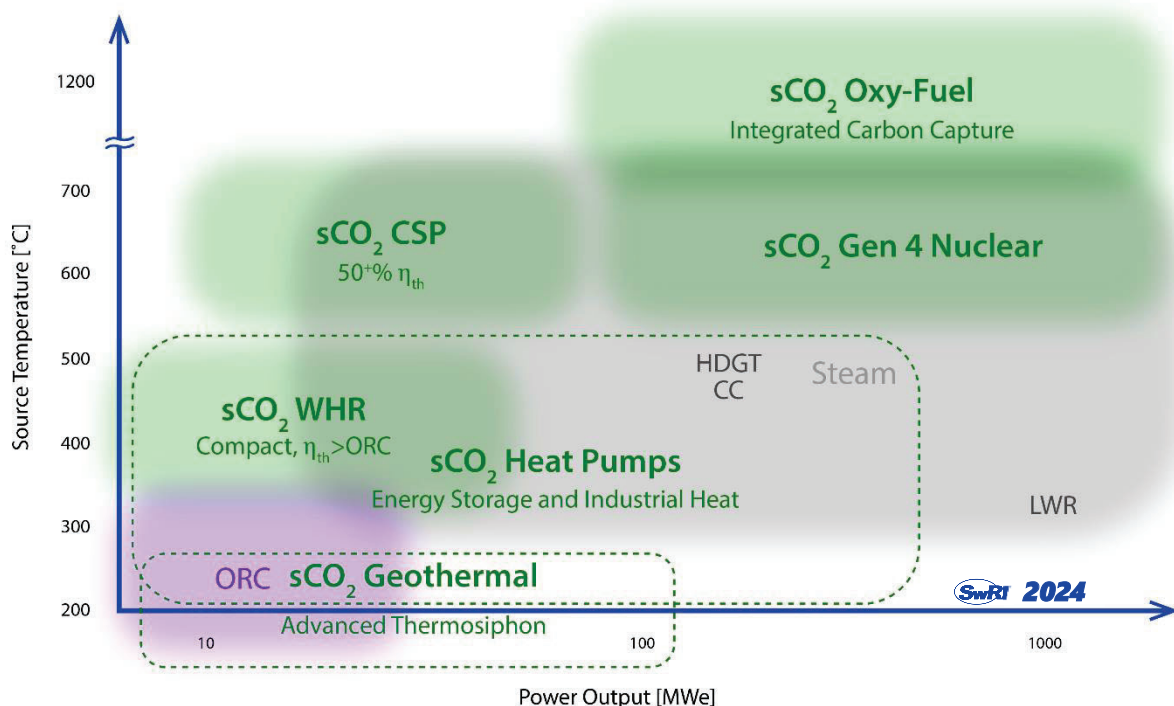 1200
sCO₂ Oxy-Fuel
Integrated Carbon Capture
700
sCO₂ CSP
50⁺% ηₜₕ
sCO₂ Gen 4 Nuclear
600
Source Temperature [°C]
500
HDGT
CC
Steam
sCO₂ WHR
Compact, ηₜₕ>ORC
400
sCO₂ Heat Pumps
Energy Storage and Industrial Heat
300
LWR
ORC
sCO₂ Geothermal
200
SwRI 2024
Advanced Thermosiphon
10
100
1000
Power Output [MWe]